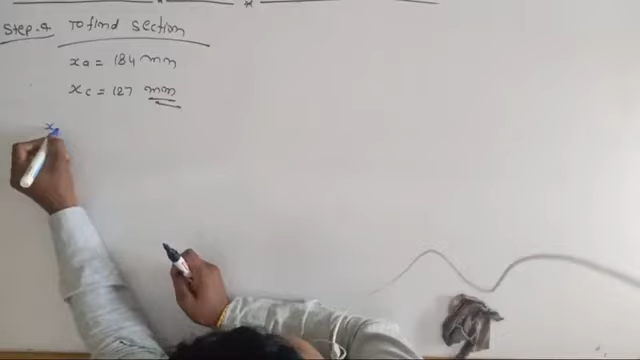 Step.4 To find section
xa = 184 mm
xc = 127 mm
x